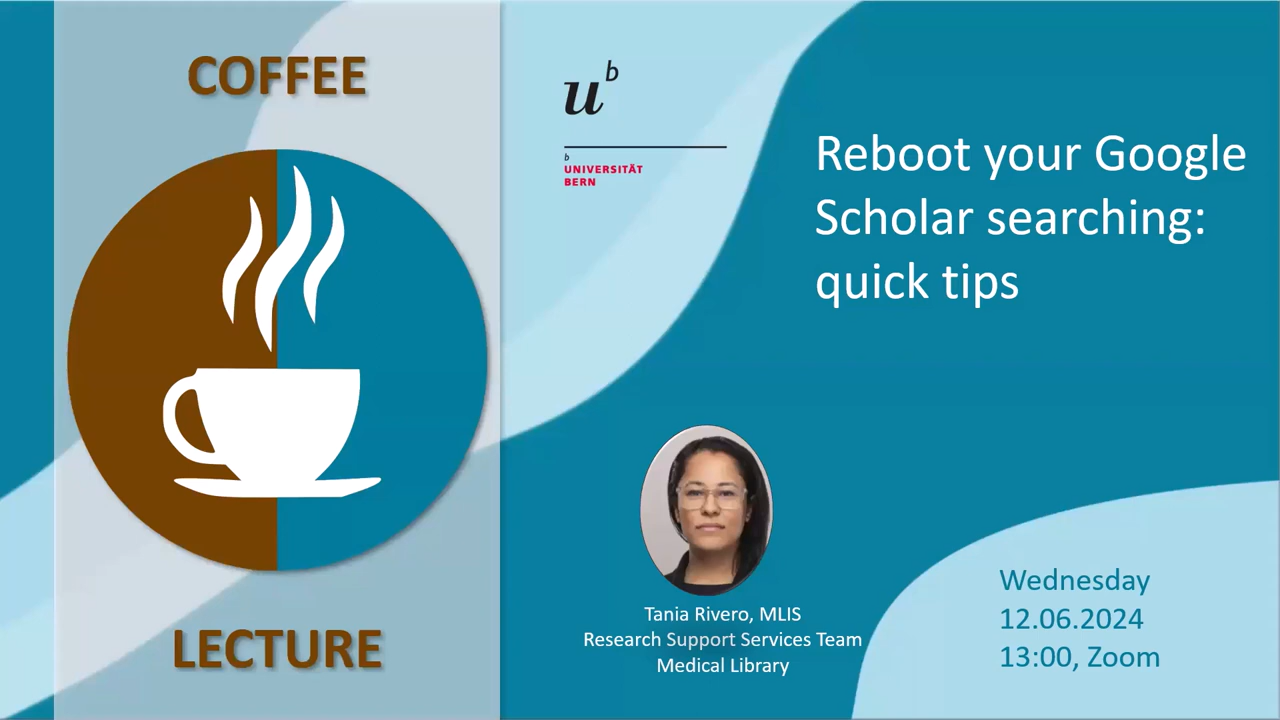 COFFEE
LECTURE
u^b
b
UNIVERSITÄT
BERN
Reboot your Google
Scholar searching:
quick tips
Tania Rivero, MLIS
Research Support Services Team
Medical Library
Wednesday
12.06.2024
13:00, Zoom